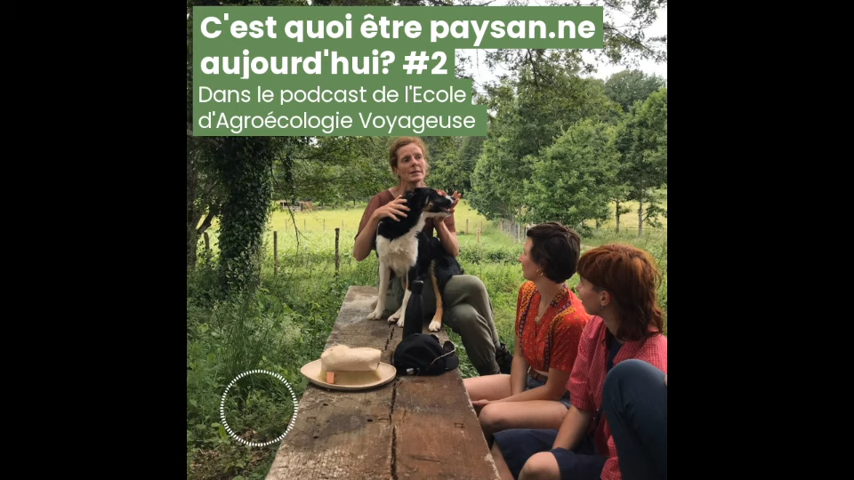 C'est quoi être paysan.ne
aujourd'hui? #2
Dans le podcast de l'Ecole
d'Agroécologie Voyageuse